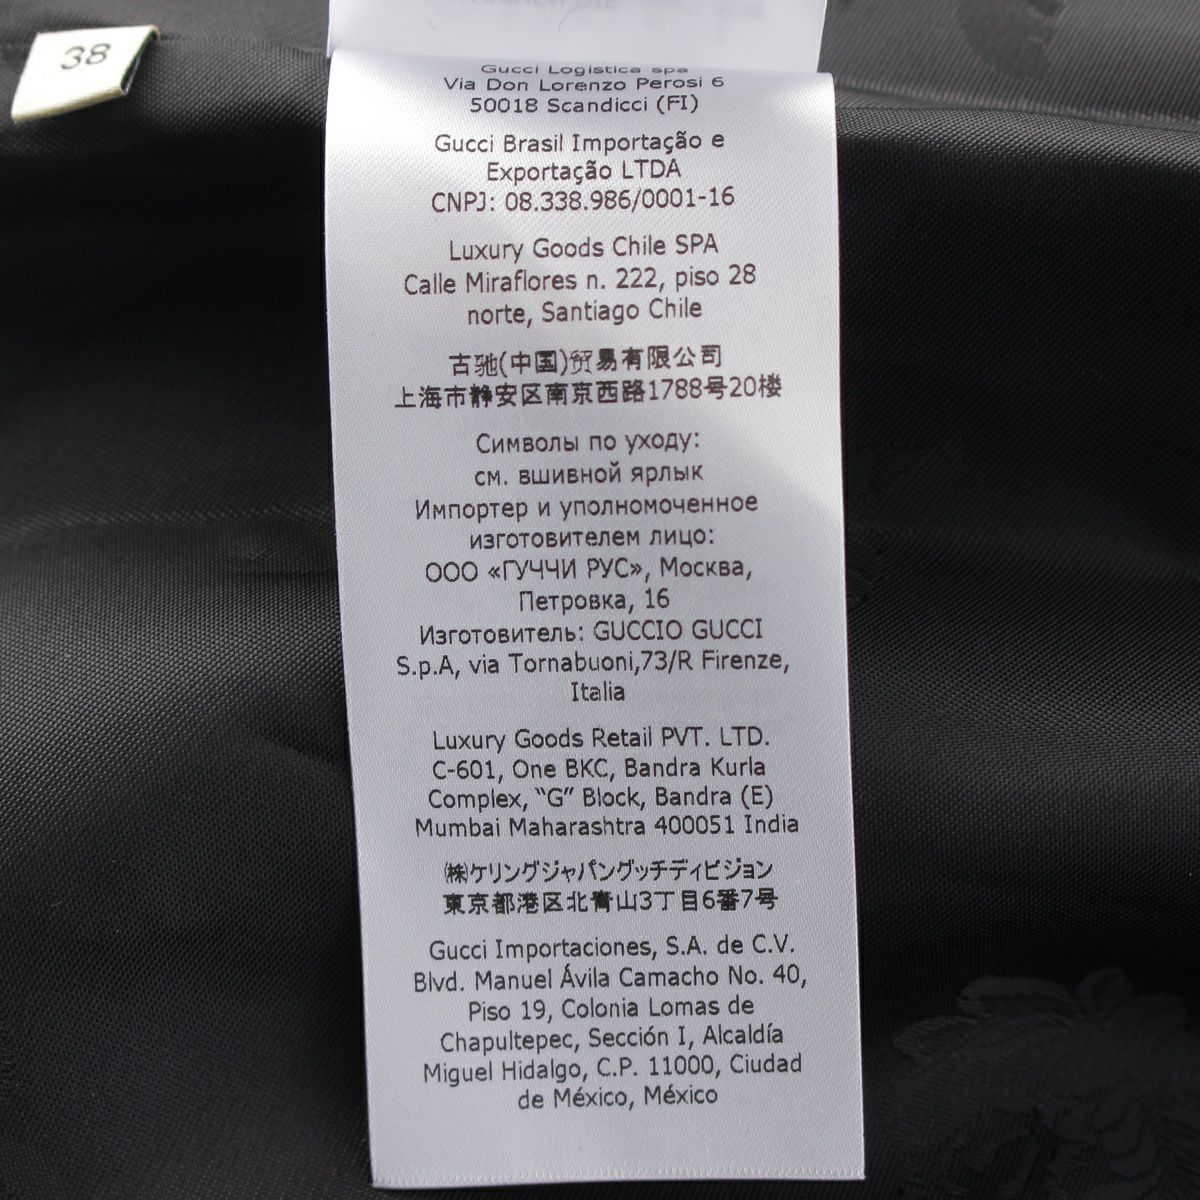 38
Gucci Logistica spa
Via Don Lorenzo Perosi 6
50018 Scandicci (FI)
Gucci Brasil Importação e
Exportação LTDA
CNPJ: 08.338.986/0001-16
Luxury Goods Chile SPA
Calle Miraflores n. 222, piso 28
norte, Santiago Chile
古驰(中国)贸易有限公司
上海市静安区南京西路1788号20楼
Символы по уходу:
см. вшивной ярлык
Импортер и уполномоченное
изготовителем лицо:
ООО «ГУЧЧИ РУС», Москва,
Петровка, 16
Изготовитель: GUCCIO GUCCI
S.p.A, via Tornabuoni,73/R Firenze,
Italia
Luxury Goods Retail PVT. LTD.
C-601, One BKC, Bandra Kurla
Complex, “G” Block, Bandra (E)
Mumbai Maharashtra 400051 India
㈱ケリングジャパングッチディビジョン
東京都港区北青山3丁目6番7号
Gucci Importaciones, S.A. de C.V.
Blvd. Manuel Ávila Camacho No. 40,
Piso 19, Colonia Lomas de
Chapultepec, Sección I, Alcaldía
Miguel Hidalgo, C.P. 11000, Ciudad
de México, México